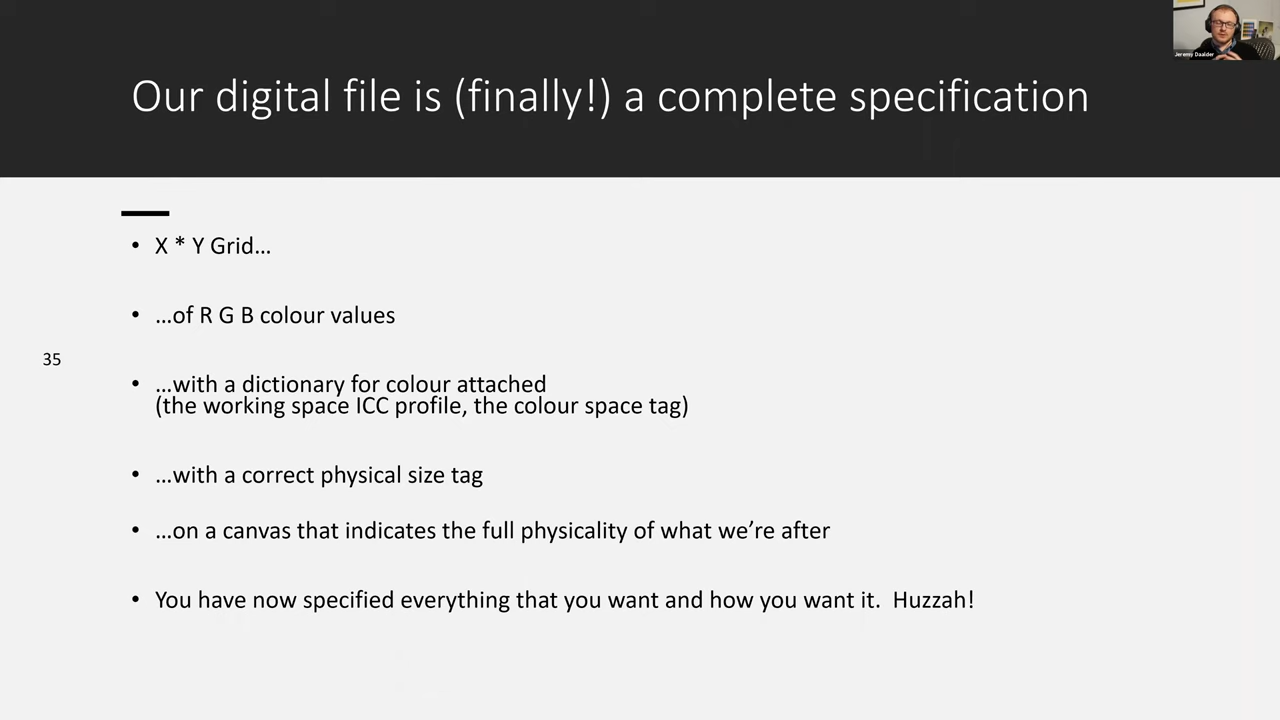 Jeremy Daalder
Our digital file is (finally!) a complete specification
• X * Y Grid…
• …of R G B colour values
35
• …with a dictionary for colour attached
(the working space ICC profile, the colour space tag)
• …with a correct physical size tag
• …on a canvas that indicates the full physicality of what we’re after
• You have now specified everything that you want and how you want it.  Huzzah!